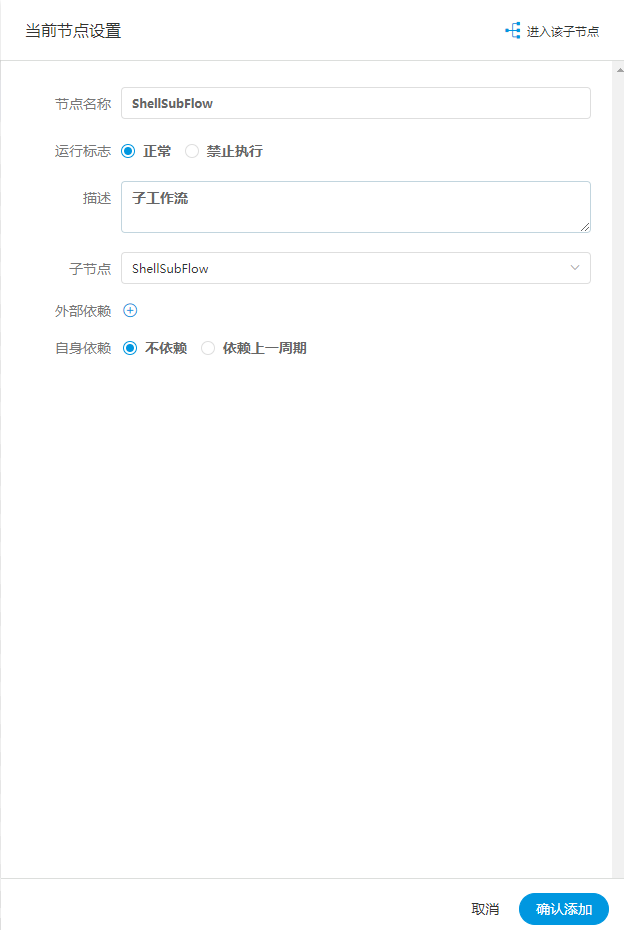 当前节点设置
进入该子节点
节点名称 ShellSubFlow
运行标志 正常 禁止执行
描述 子工作流
子节点 ShellSubFlow
外部依赖
自身依赖 不依赖 依赖上一周期
取消 确认添加